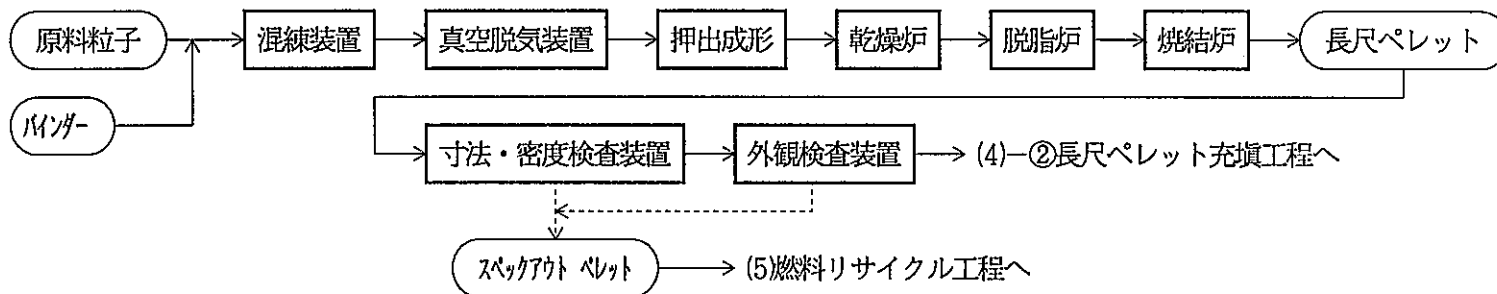 原料粒子 混練装置 真空脱気装置 押出成形 乾燥炉 脱脂炉 焼結炉 長尺ペレット
バインダー
寸法・密度検査装置 外観検査装置 (4)-②長尺ペレット充塡工程へ
スペックアウト ペレット (5)燃料リサイクル工程へ